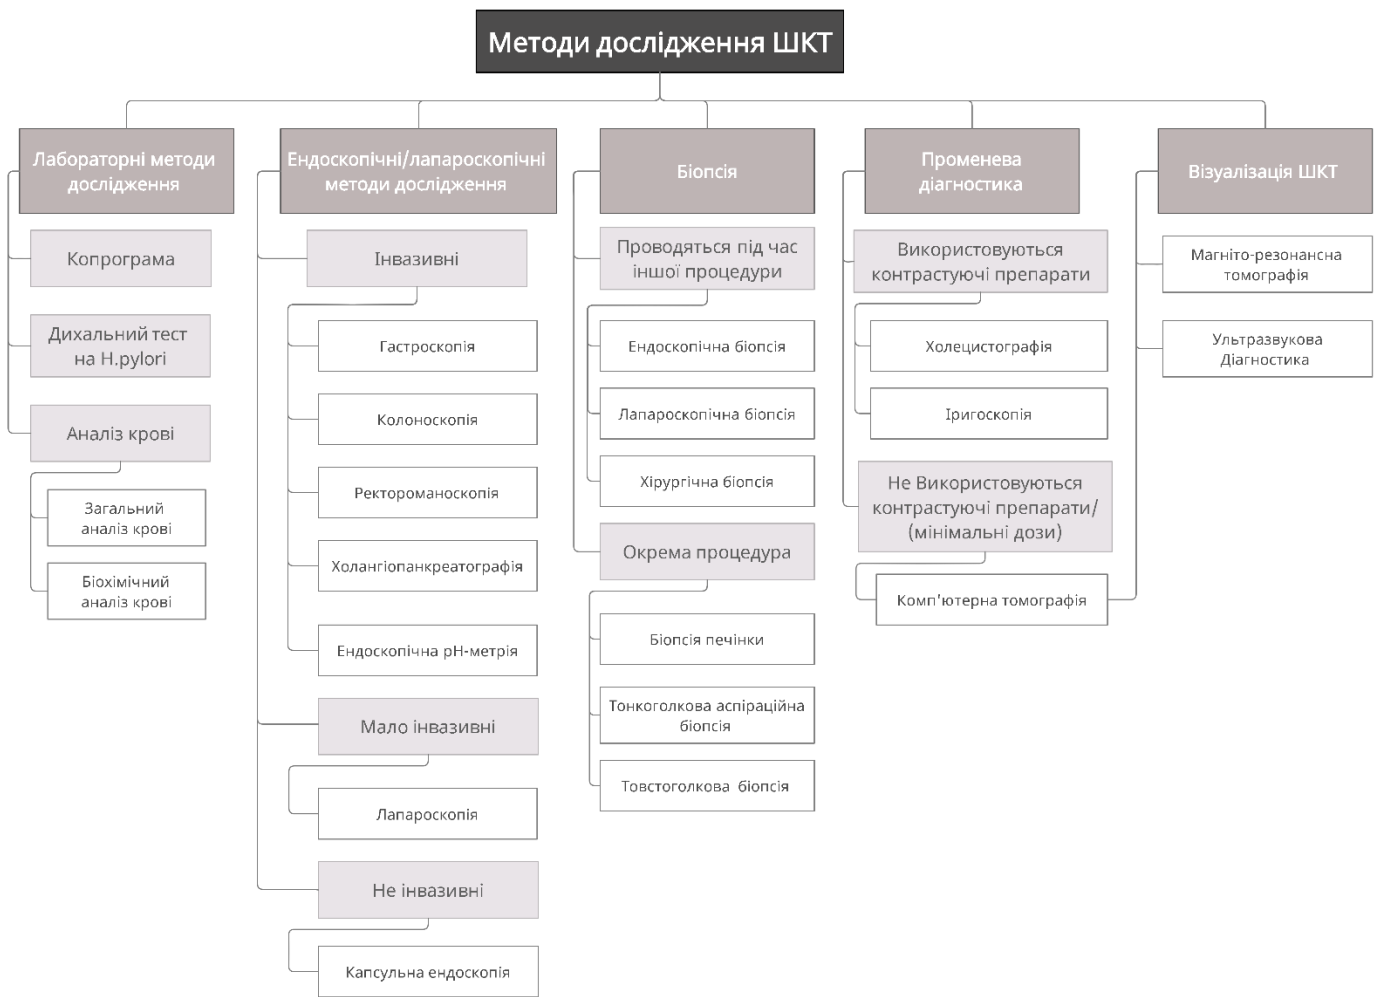 Методи дослідження ШКТ
Лабораторні методи
дослідження
Копрограма
Дихальний тест
на H.pylori
Аналіз крові
Загальний
аналіз крові
Біохімічний
аналіз крові
Ендоскопічні/лапароскопічні
методи дослідження
Інвазивні
Гастроскопія
Колоноскопія
Ректороманоскопія
Холангіопанкреатографія
Ендоскопічна pH-метрія
Мало інвазивні
Лапароскопія
Не інвазивні
Капсульна ендоскопія
Біопсія
Проводяться під час
іншої процедури
Ендоскопічна біопсія
Лапароскопічна біопсія
Хірургічна біопсія
Окрема процедура
Біопсія печінки
Тонкоголкова аспіраційна
біопсія
Товстоголкова біопсія
Променева
діагностика
Використовуються
контрастуючі препарати
Холецистографія
Іригоскопія
Не Використовуються
контрастуючі препарати/
(мінімальні дози)
Комп'ютерна томографія
Візуалізація ШКТ
Магніто-резонансна
томографія
Ультразвукова
Діагностика